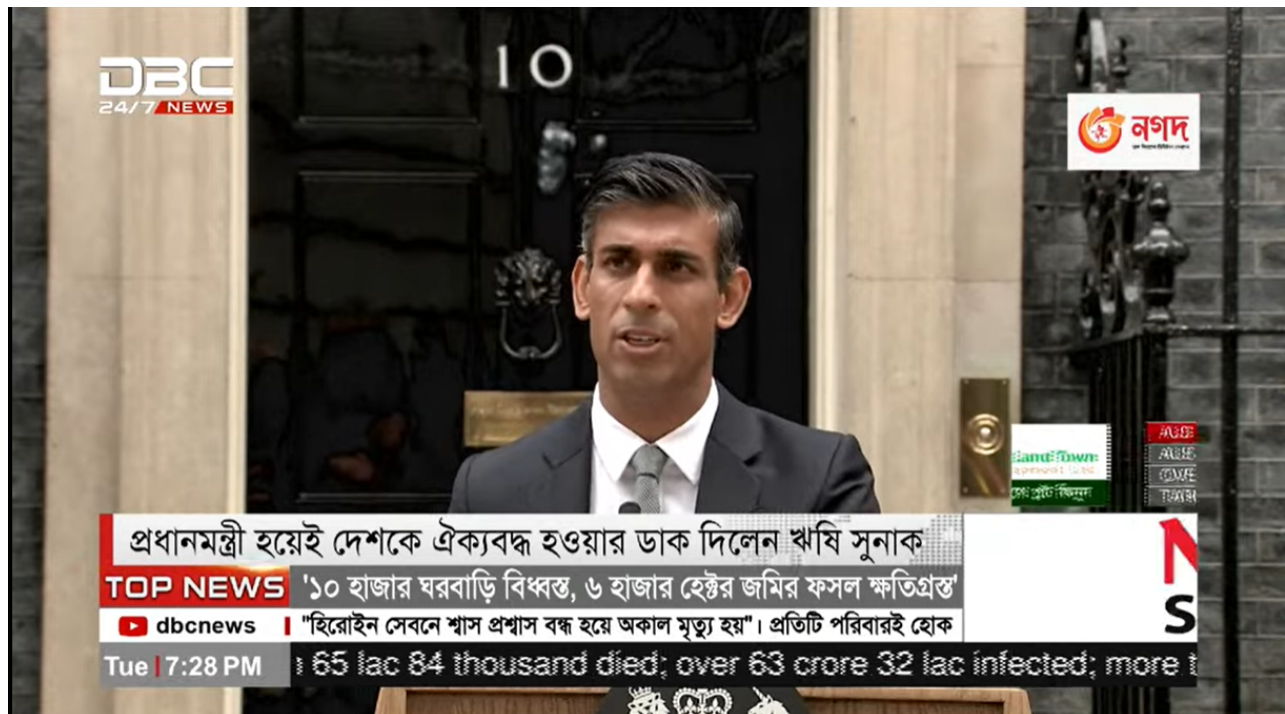 10
DBC
24/7 NEWS
নগদ
প্রধানমন্ত্রী হয়েই দেশকে ঐক্যবদ্ধ হওয়ার ডাক দিলেন ঋষি সুনাক
TOP NEWS '১০ হাজার ঘরবাড়ি বিধ্বস্ত, ৬ হাজার হেক্টর জমির ফসল ক্ষতিগ্রস্ত'
dbcnews "হিরোইন সেবনে শ্বাস প্রশ্বাস বন্ধ হয়ে অকাল মৃত্যু হয়"। প্রতিটি পরিবারই হোক
Tue 7:28 PM 65 lac 84 thousand died; over 63 crore 32 lac infected; more